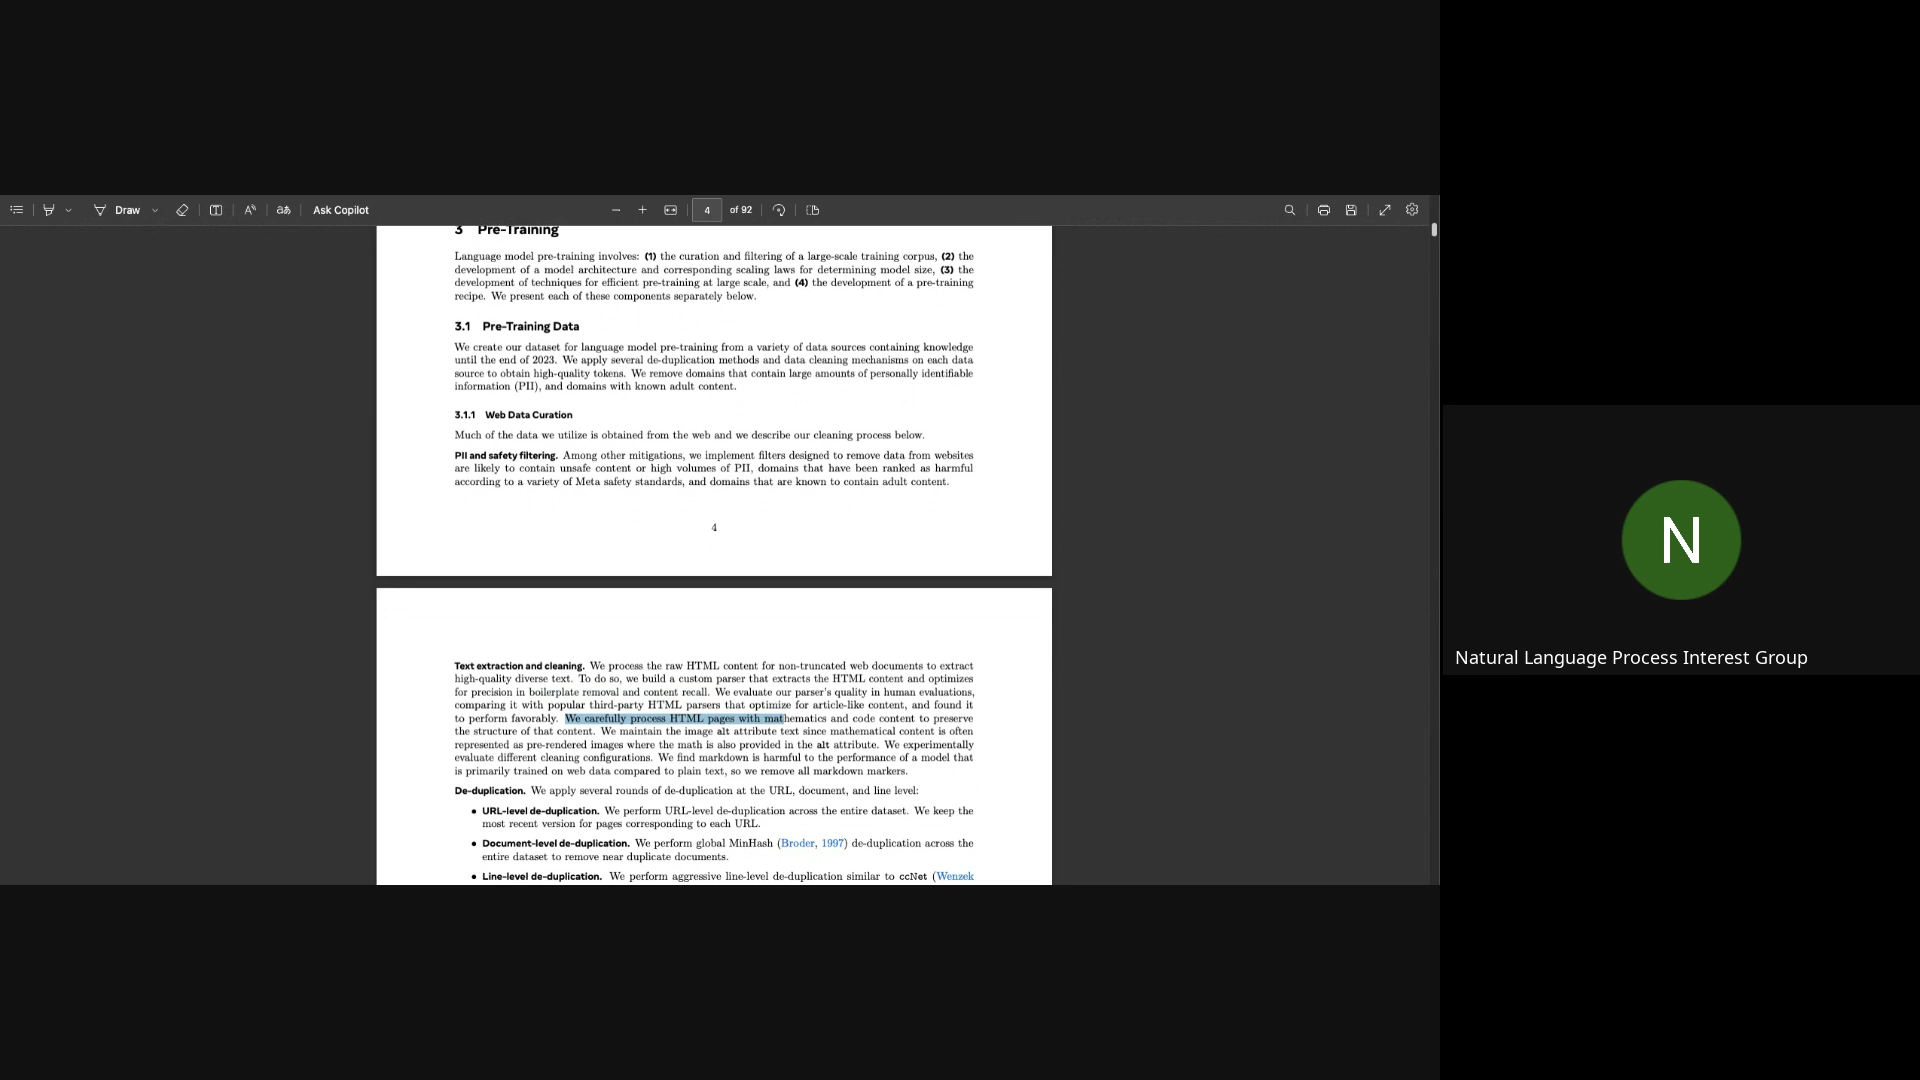 Draw
Ask Copilot
4 of 92
3 Pre-Training
Language model pre-training involves: (1) the curation and filtering of a large-scale training corpus, (2) the
development of a model architecture and corresponding scaling laws for determining model size, (3) the
development of techniques for efficient pre-training at large scale, and (4) the development of a pre-training
recipe. We present each of these components separately below.
3.1 Pre-Training Data
We create our dataset for language model pre-training from a variety of data sources containing knowledge
until the end of 2023. We apply several de-duplication methods and data cleaning mechanisms on each data
source to obtain high-quality tokens. We remove domains that contain large amounts of personally identifiable
information (PII), and domains with known adult content.
3.1.1 Web Data Curation
Much of the data we utilize is obtained from the web and we describe our cleaning process below.
PII and safety filtering. Among other mitigations, we implement filters designed to remove data from websites
are likely to contain unsafe content or high volumes of PII, domains that have been ranked as harmful
according to a variety of Meta safety standards, and domains that are known to contain adult content.
4
Text extraction and cleaning. We process the raw HTML content for non-truncated web documents to extract
high-quality diverse text. To do so, we build a custom parser that extracts the HTML content and optimizes
for precision in boilerplate removal and content recall. We evaluate our parser's quality in human evaluations,
comparing it with popular third-party HTML parsers that optimize for article-like content, and found it
to perform favorably. We carefully process HTML pages with mathematics and code content to preserve
the structure of that content. We maintain the image alt attribute text since mathematical content is often
represented as pre-rendered images where the math is also provided in the alt attribute. We experimentally
evaluate different cleaning configurations. We find markdown is harmful to the performance of a model that
is primarily trained on web data compared to plain text, so we remove all markdown markers.
De-duplication. We apply several rounds of de-duplication at the URL, document, and line level:
• URL-level de-duplication. We perform URL-level de-duplication across the entire dataset. We keep the
most recent version for pages corresponding to each URL.
• Document-level de-duplication. We perform global MinHash (Broder, 1997) de-duplication across the
entire dataset to remove near duplicate documents.
• Line-level de-duplication. We perform aggressive line-level de-duplication similar to ccNet (Wenzek
N
Natural Language Process Interest Group